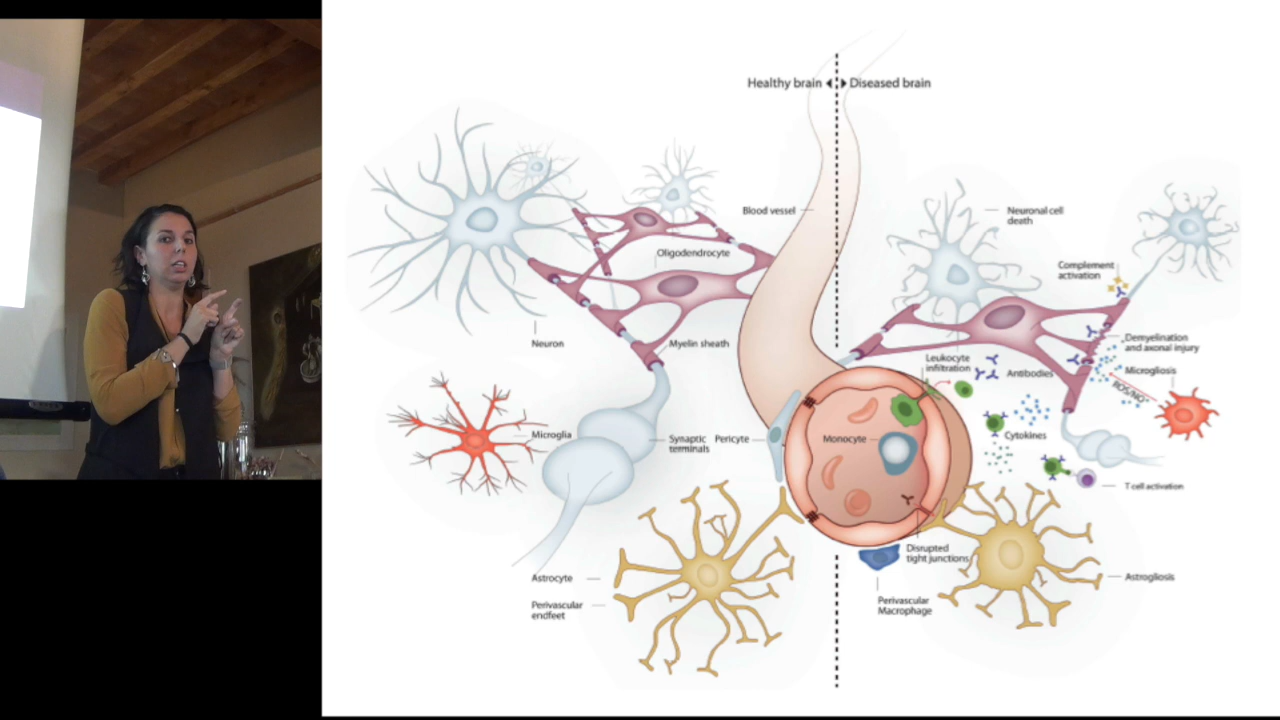 Healthy brain
Diseased brain
Blood vessel
Neuronal cell
death
Oligodendrocyte
Complement
activation
Neuron
Myelin sheath
Demyelination
and axonal injury
Leukocyte
infiltration
Antibodies
Microgliosis
ROS/NO
Microglia
Synaptic
terminals
Pericyte
Monocyte
Cytokines
T cell activation
Disrupted
tight junctions
Astrocyte
Astrogliosis
Perivascular
endfeet
Perivascular
Macrophage